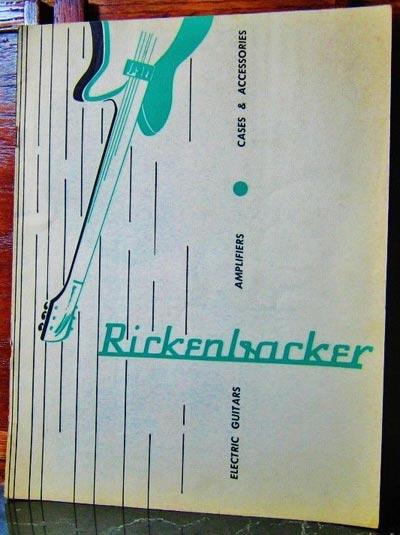 Rickenbacker
ELECTRIC GUITARS
AMPLIFIERS
CASES & ACCESSORIES